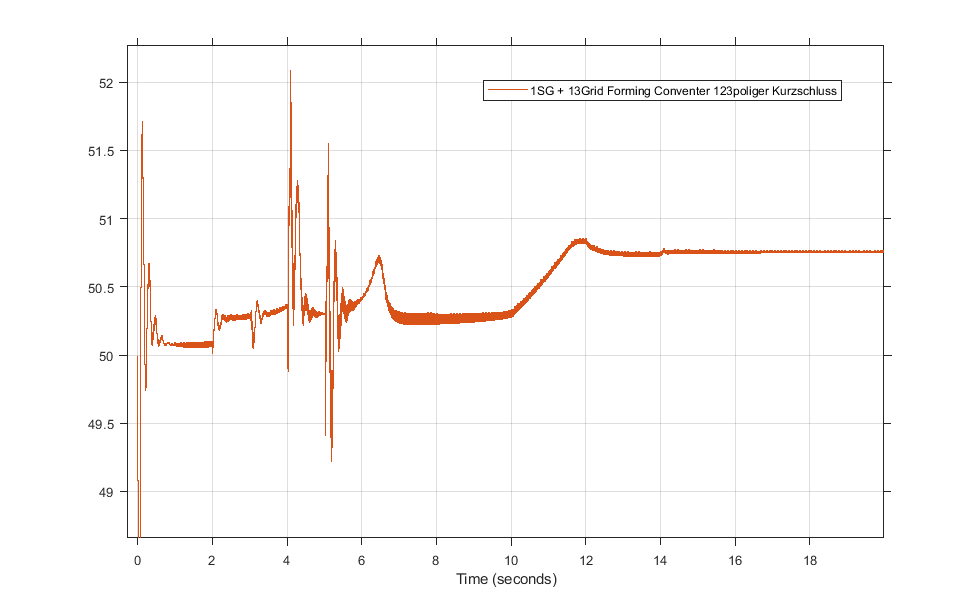 52
1SG + 13Grid Forming Conventer 123poliger Kurzschluss
51.5
51
50.5
50
49.5
49
0 2 4 6 8 10 12 14 16 18
Time (seconds)